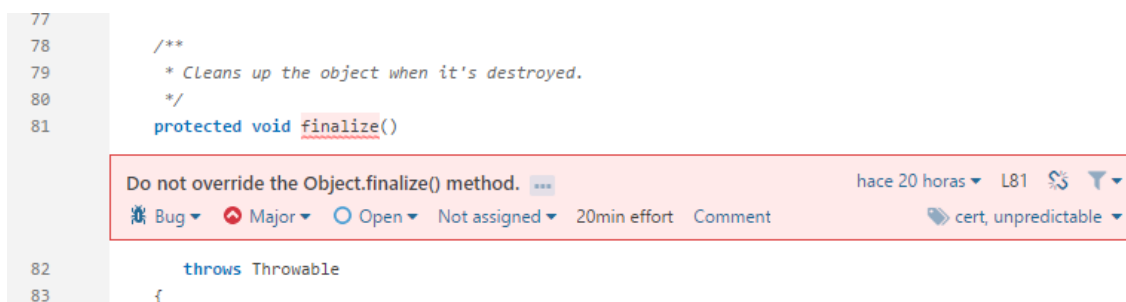 77
78 /**
79 * Cleans up the object when it's destroyed.
80 */
81 protected void finalize()
Do not override the Object.finalize() method. ... hace 20 horas L81
Bug Major Open Not assigned 20min effort Comment cert, unpredictable
82 throws Throwable
83 {